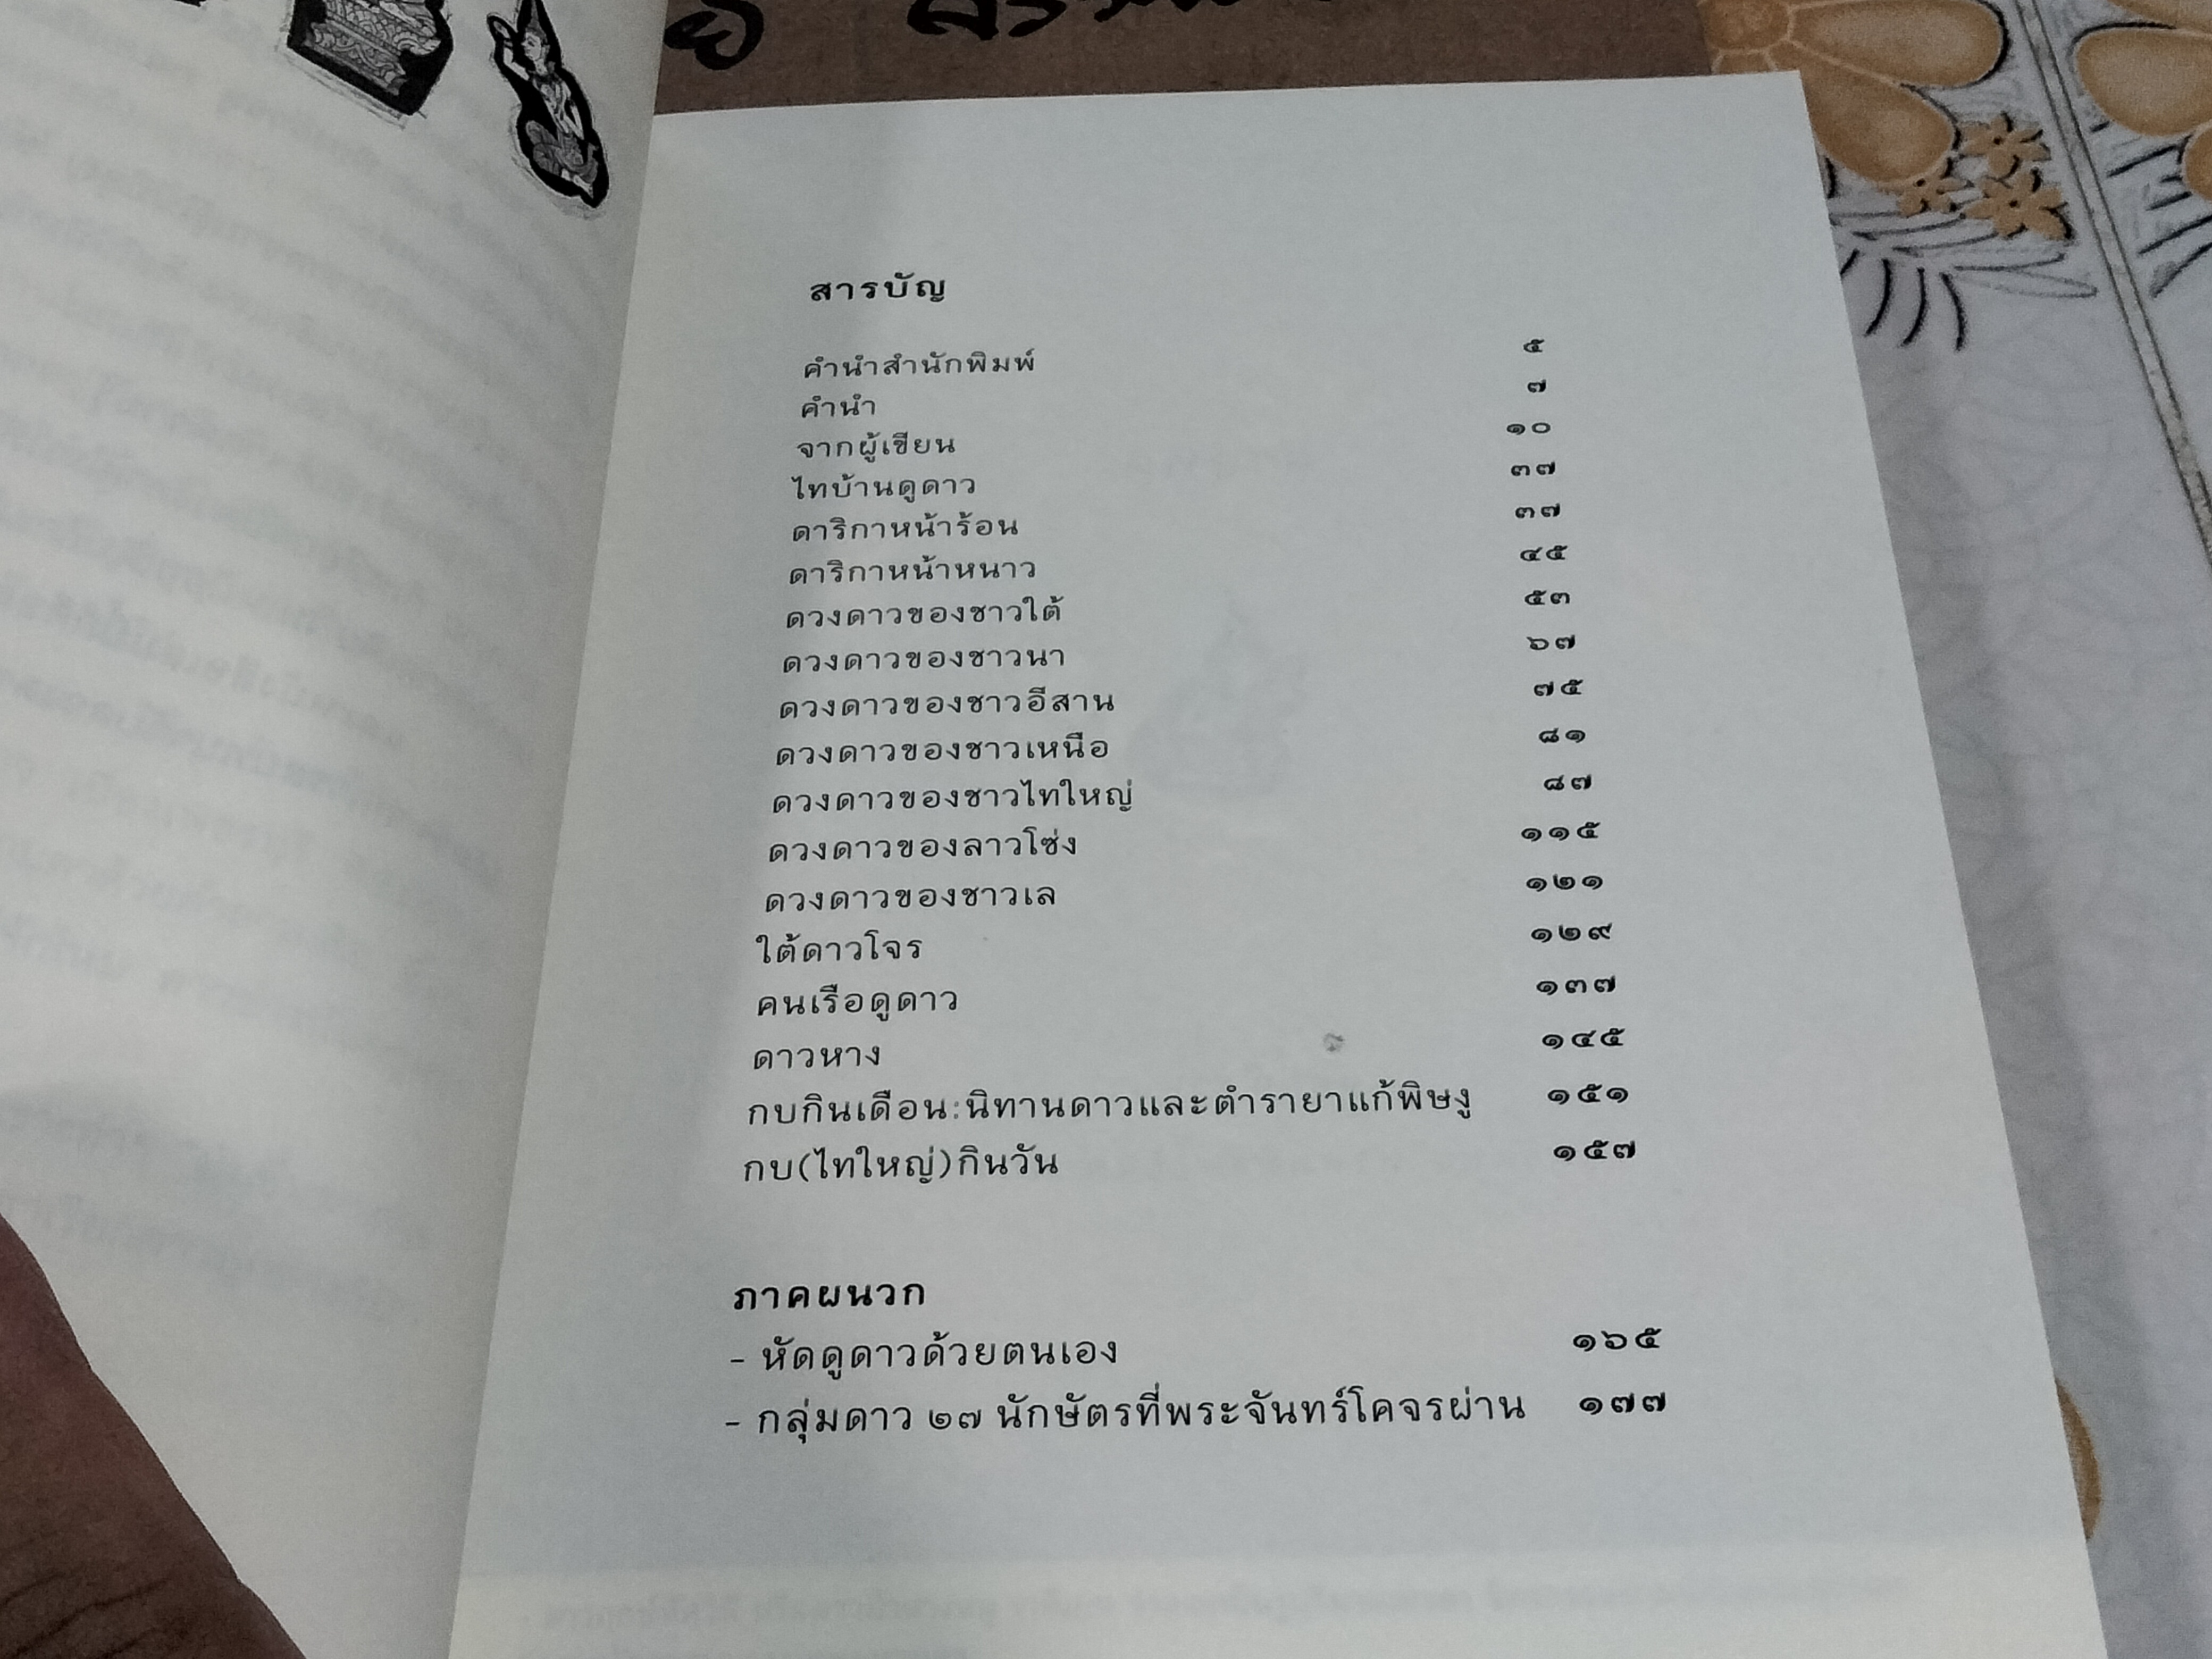 สารบัญ
คำนำสำนักพิมพ์ ๕
คำนำ ๗
จากผู้เขียน ๑๐
ไทบ้านดูดาว ๓๗
ดาริกาหน้าร้อน ๓๗
ดาริกาหน้าหนาว ๔๕
ดวงดาวของชาวใต้ ๕๓
ดวงดาวของชาวนา ๖๗
ดวงดาวของชาวอีสาน ๗๕
ดวงดาวของชาวเหนือ ๘๑
ดวงดาวของชาวไทใหญ่ ๘๗
ดวงดาวของลาวโซ่ง ๑๑๕
ดวงดาวของชาวเล ๑๒๑
ใต้ดาวโจร ๑๒๙
คนเรือดูดาว ๑๓๗
ดาวหาง ๑๔๕
กบกินเดือน:นิทานดาวและตำรายาแก้พิษงู ๑๕๑
กบ(ไทใหญ่)กินวัน ๑๕๗
ภาคผนวก
- หัดดูดาวด้วยตนเอง ๑๖๕
- กลุ่มดาว ๒๗ นักษัตรที่พระจันทร์โคจรผ่าน ๑๗๗